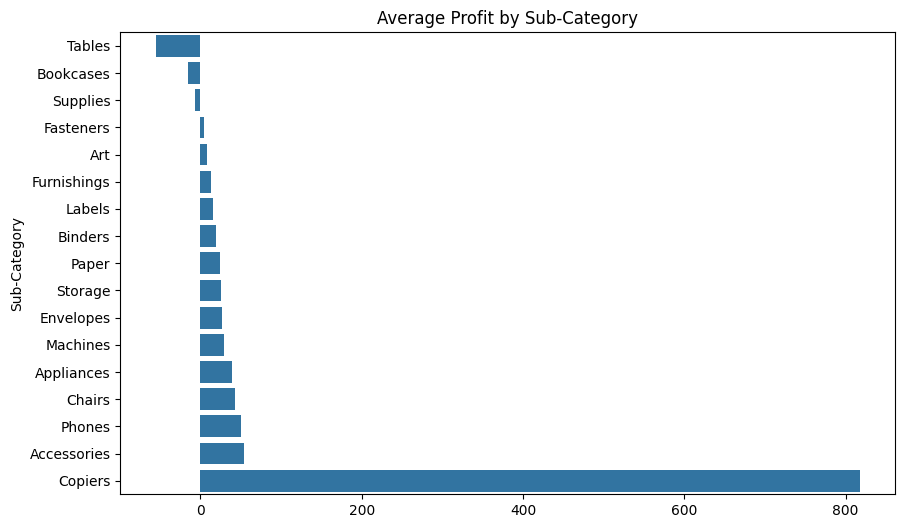 Average Profit by Sub-Category
Sub-Category
Tables
Bookcases
Supplies
Fasteners
Art
Furnishings
Labels
Binders
Paper
Storage
Envelopes
Machines
Appliances
Chairs
Phones
Accessories
Copiers
0 200 400 600 800